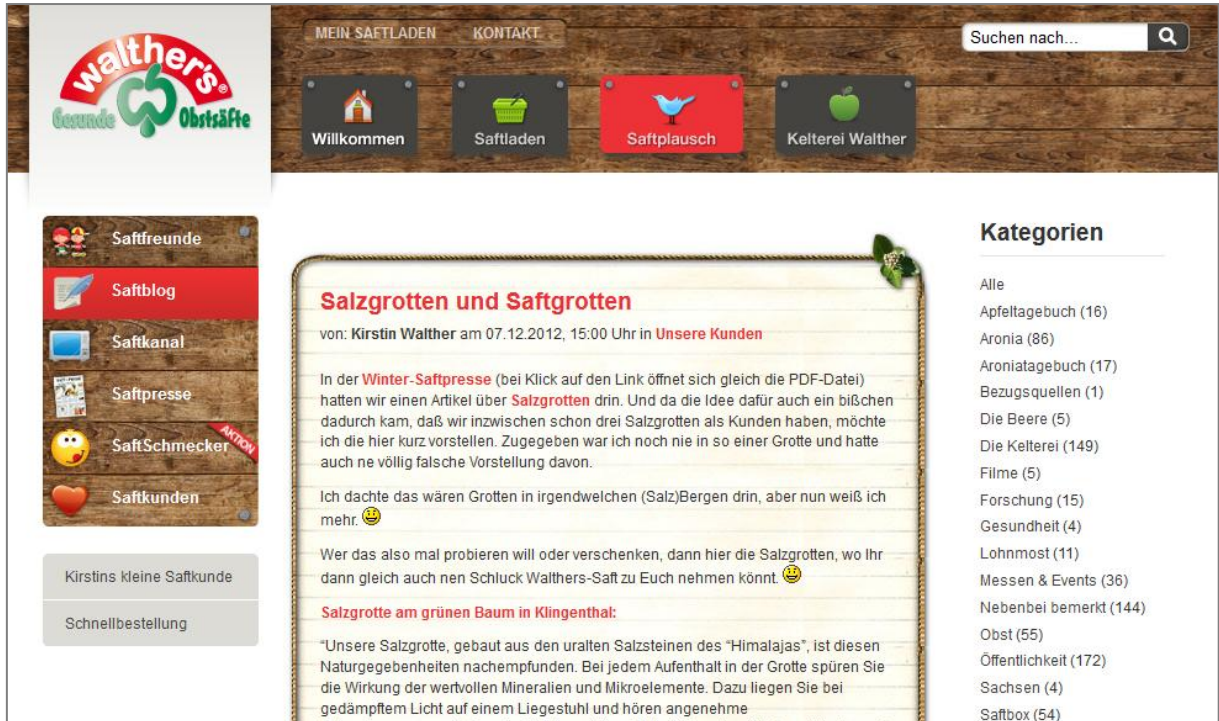 walther's®
Gesunde Obstsäfte
MEIN SAFTLADEN KONTAKT
Suchen nach...
Willkommen
Saftladen
Saftplausch
Kelterei Walther
Saftfreunde
Saftblog
Saftkanal
Saftpresse
SaftSchmecker
AKTION
Saftkunden
Kirstins kleine Saftkunde
Schnellbestellung
Salzgrotten und Saftgrotten
von: Kirstin Walther am 07.12.2012, 15:00 Uhr in Unsere Kunden
In der Winter-Saftpresse (bei Klick auf den Link öffnet sich gleich die PDF-Datei)
hatten wir einen Artikel über Salzgrotten drin. Und da die Idee dafür auch ein bißchen
dadurch kam, daß wir inzwischen schon drei Salzgrotten als Kunden haben, möchte
ich die hier kurz vorstellen. Zugegeben war ich noch nie in so einer Grotte und hatte
auch ne völlig falsche Vorstellung davon.
Ich dachte das wären Grotten in irgendwelchen (Salz)Bergen drin, aber nun weiß ich
mehr.
Wer das also mal probieren will oder verschenken, dann hier die Salzgrotten, wo Ihr
dann gleich auch nen Schluck Walthers-Saft zu Euch nehmen könnt.
Salzgrotte am grünen Baum in Klingenthal:
“Unsere Salzgrotte, gebaut aus den uralten Salzsteinen des “Himalajas”, ist diesen
Naturgegebenheiten nachempfunden. Bei jedem Aufenthalt in der Grotte spüren Sie
die Wirkung der wertvollen Mineralien und Mikroelemente. Dazu liegen Sie bei
gedämpftem Licht auf einem Liegestuhl und hören angenehme
Kategorien
Alle
Apfeltagebuch (16)
Aronia (86)
Aroniatagebuch (17)
Bezugsquellen (1)
Die Beere (5)
Die Kelterei (149)
Filme (5)
Forschung (15)
Gesundheit (4)
Lohnmost (11)
Messen & Events (36)
Nebenbei bemerkt (144)
Obst (55)
Öffentlichkeit (172)
Sachsen (4)
Saftbox (54)